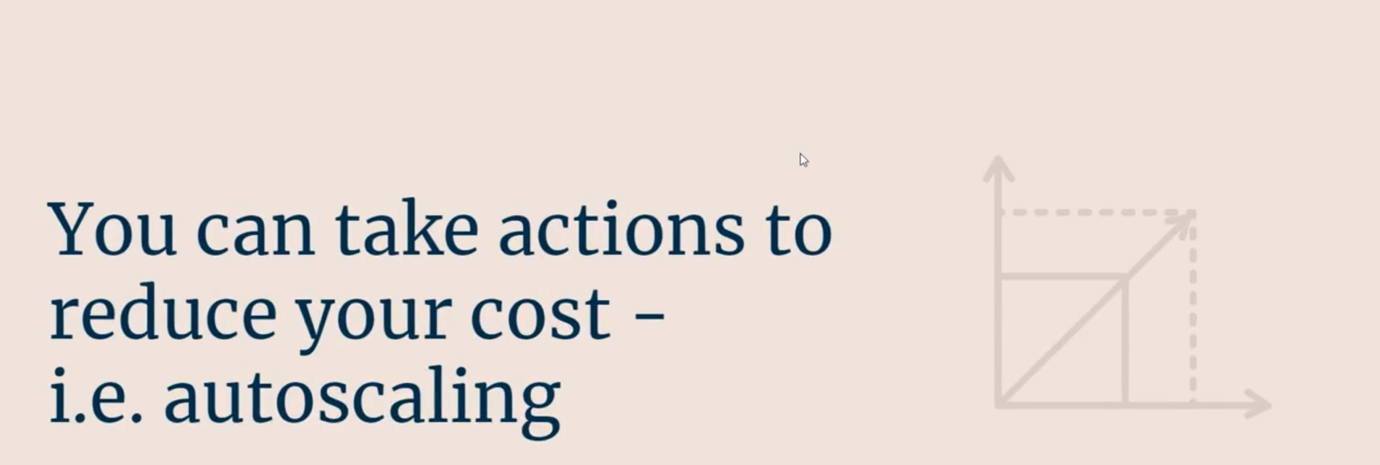 You can take actions to
reduce your cost -
i.e. autoscaling